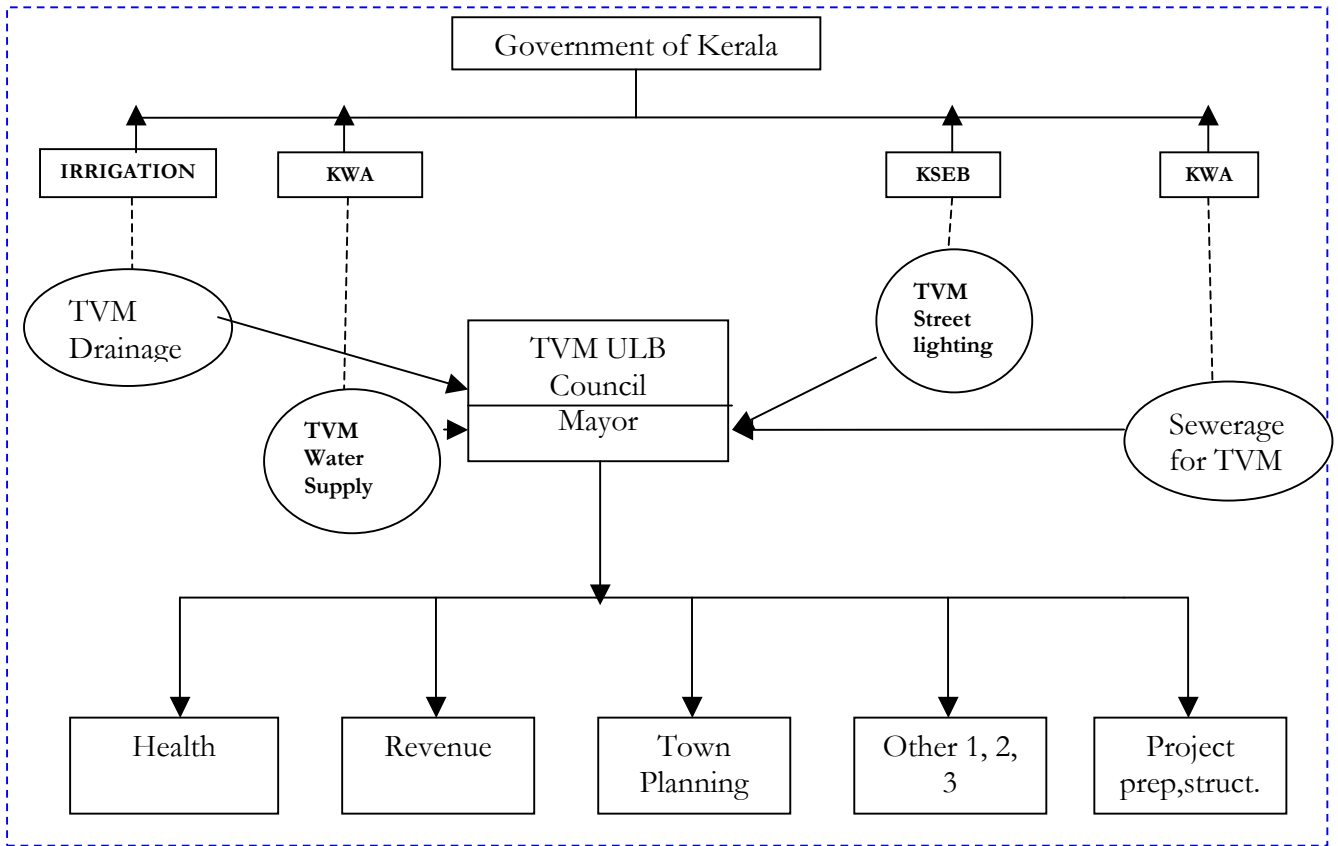 Government of Kerala
IRRIGATION
KWA
KSEB
KWA
TVM
Drainage
TVM
Water
Supply
TVM ULB
Council
Mayor
TVM
Street
lighting
Sewerage
for TVM
Health
Revenue
Town
Planning
Other 1, 2,
3
Project
prep,struct.